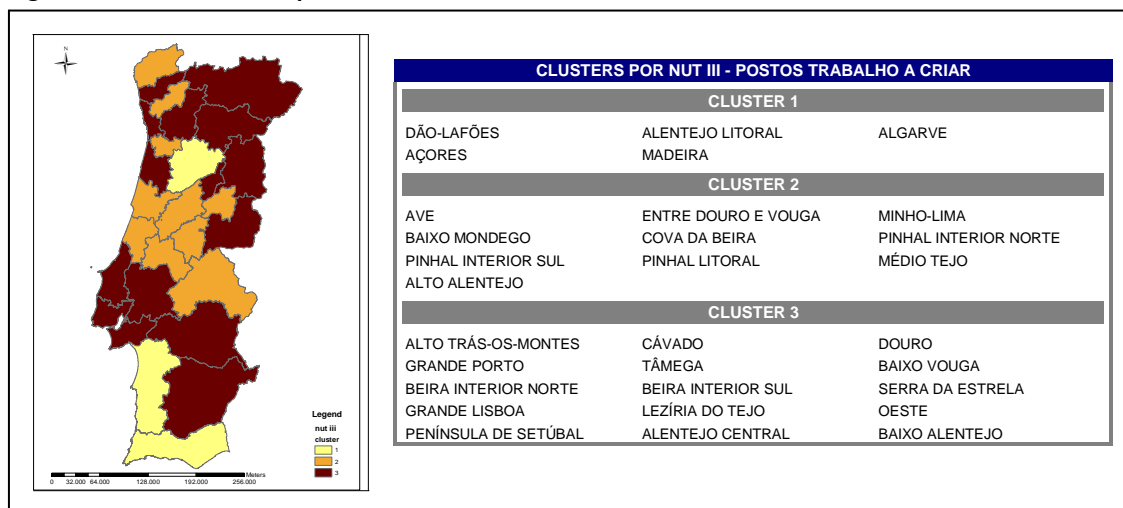 N
Legend
nut iii
cluster
1
2
3
Meters
0 32.000 64.000 128.000 192.000 256.000
CLUSTERS POR NUT III - POSTOS TRABALHO A CRIAR
CLUSTER 1
DÃO-LAFÕES ALENTEJO LITORAL ALGARVE
AÇORES MADEIRA
CLUSTER 2
AVE ENTRE DOURO E VOUGA MINHO-LIMA
BAIXO MONDEGO COVA DA BEIRA PINHAL INTERIOR NORTE
PINHAL INTERIOR SUL PINHAL LITORAL MÉDIO TEJO
ALTO ALENTEJO
CLUSTER 3
ALTO TRÁS-OS-MONTES CÁVADO DOURO
GRANDE PORTO TÂMEGA BAIXO VOUGA
BEIRA INTERIOR NORTE BEIRA INTERIOR SUL SERRA DA ESTRELA
GRANDE LISBOA LEZÍRIA DO TEJO OESTE
PENÍNSULA DE SETÚBAL ALENTEJO CENTRAL BAIXO ALENTEJO